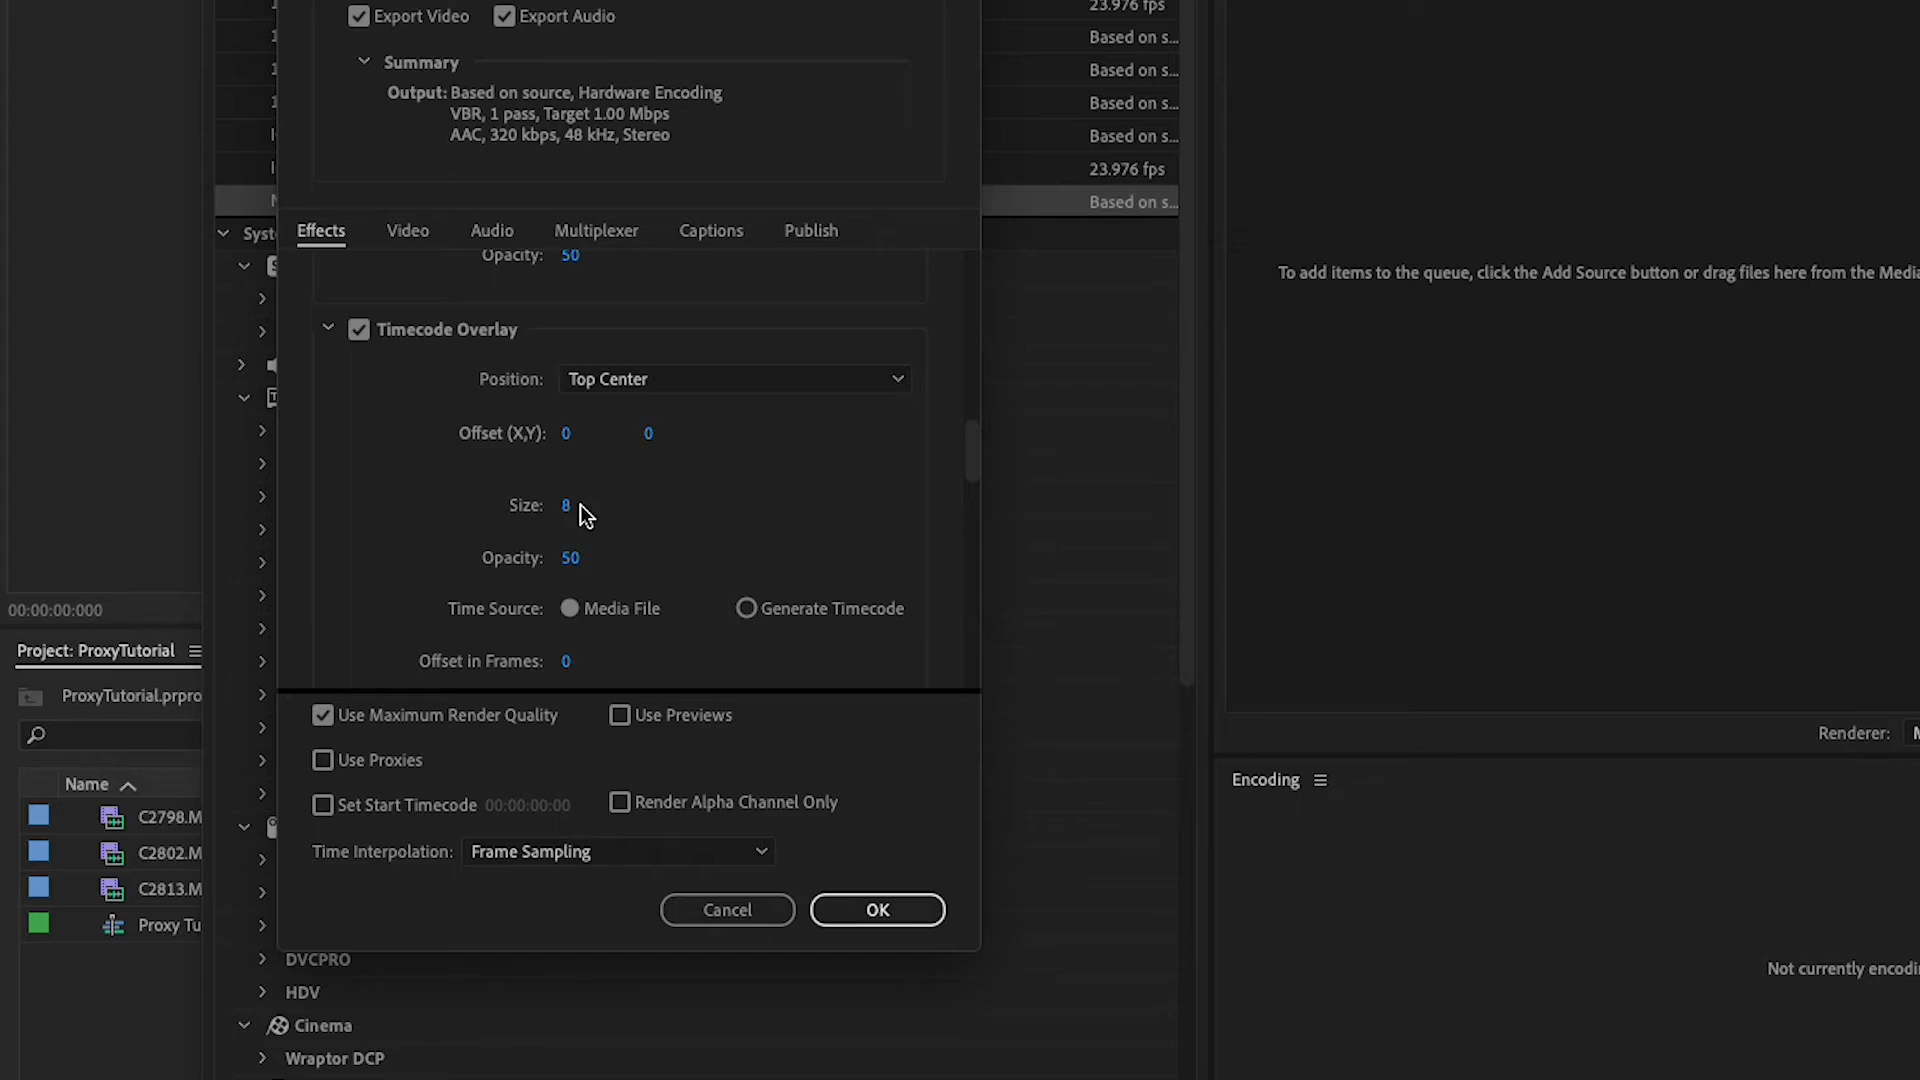 Export Video Export Audio
23.976 fps
Based on s...
Summary
Based on s...
Output: Based on source, Hardware Encoding
Based on s...
VBR, 1 pass, Target 1.00 Mbps
AAC, 320 kbps, 48 kHz, Stereo
Based on s...
23.976 fps
Based on s...
Effects Video Audio Multiplexer Captions Publish
Syst
Opacity: 50
To add items to the queue, click the Add Source button or drag files here from the Media
Timecode Overlay
Position: Top Center
Offset (X,Y): 0 0
Size: 8
Opacity: 50
Time Source: Media File Generate Timecode
00:00:00:000
Offset in Frames: 0
Project: ProxyTutorial
ProxyTutorial.prpro
Use Maximum Render Quality Use Previews
Renderer: M
Use Proxies
Name
Encoding
Set Start Timecode 00:00:00:00 Render Alpha Channel Only
C2798.M
Time Interpolation: Frame Sampling
C2802.M
C2813.M
Cancel OK
Proxy Tu
DVCPRO
Not currently encodi
HDV
Cinema
Wraptor DCP